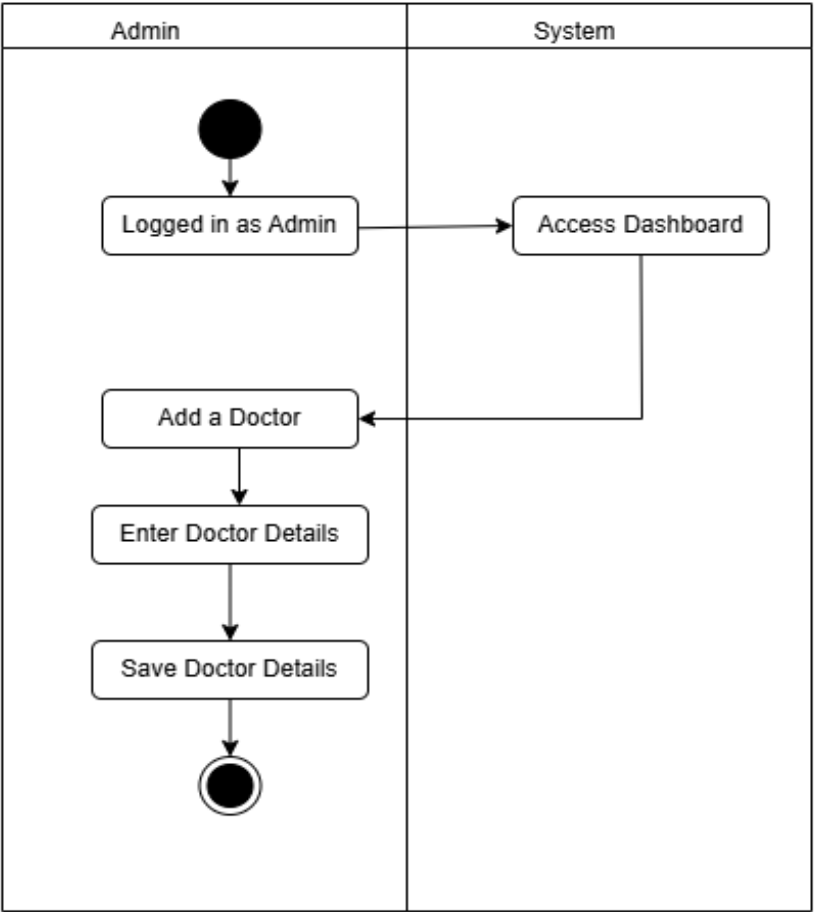 Admin
System
Logged in as Admin
Access Dashboard
Add a Doctor
Enter Doctor Details
Save Doctor Details